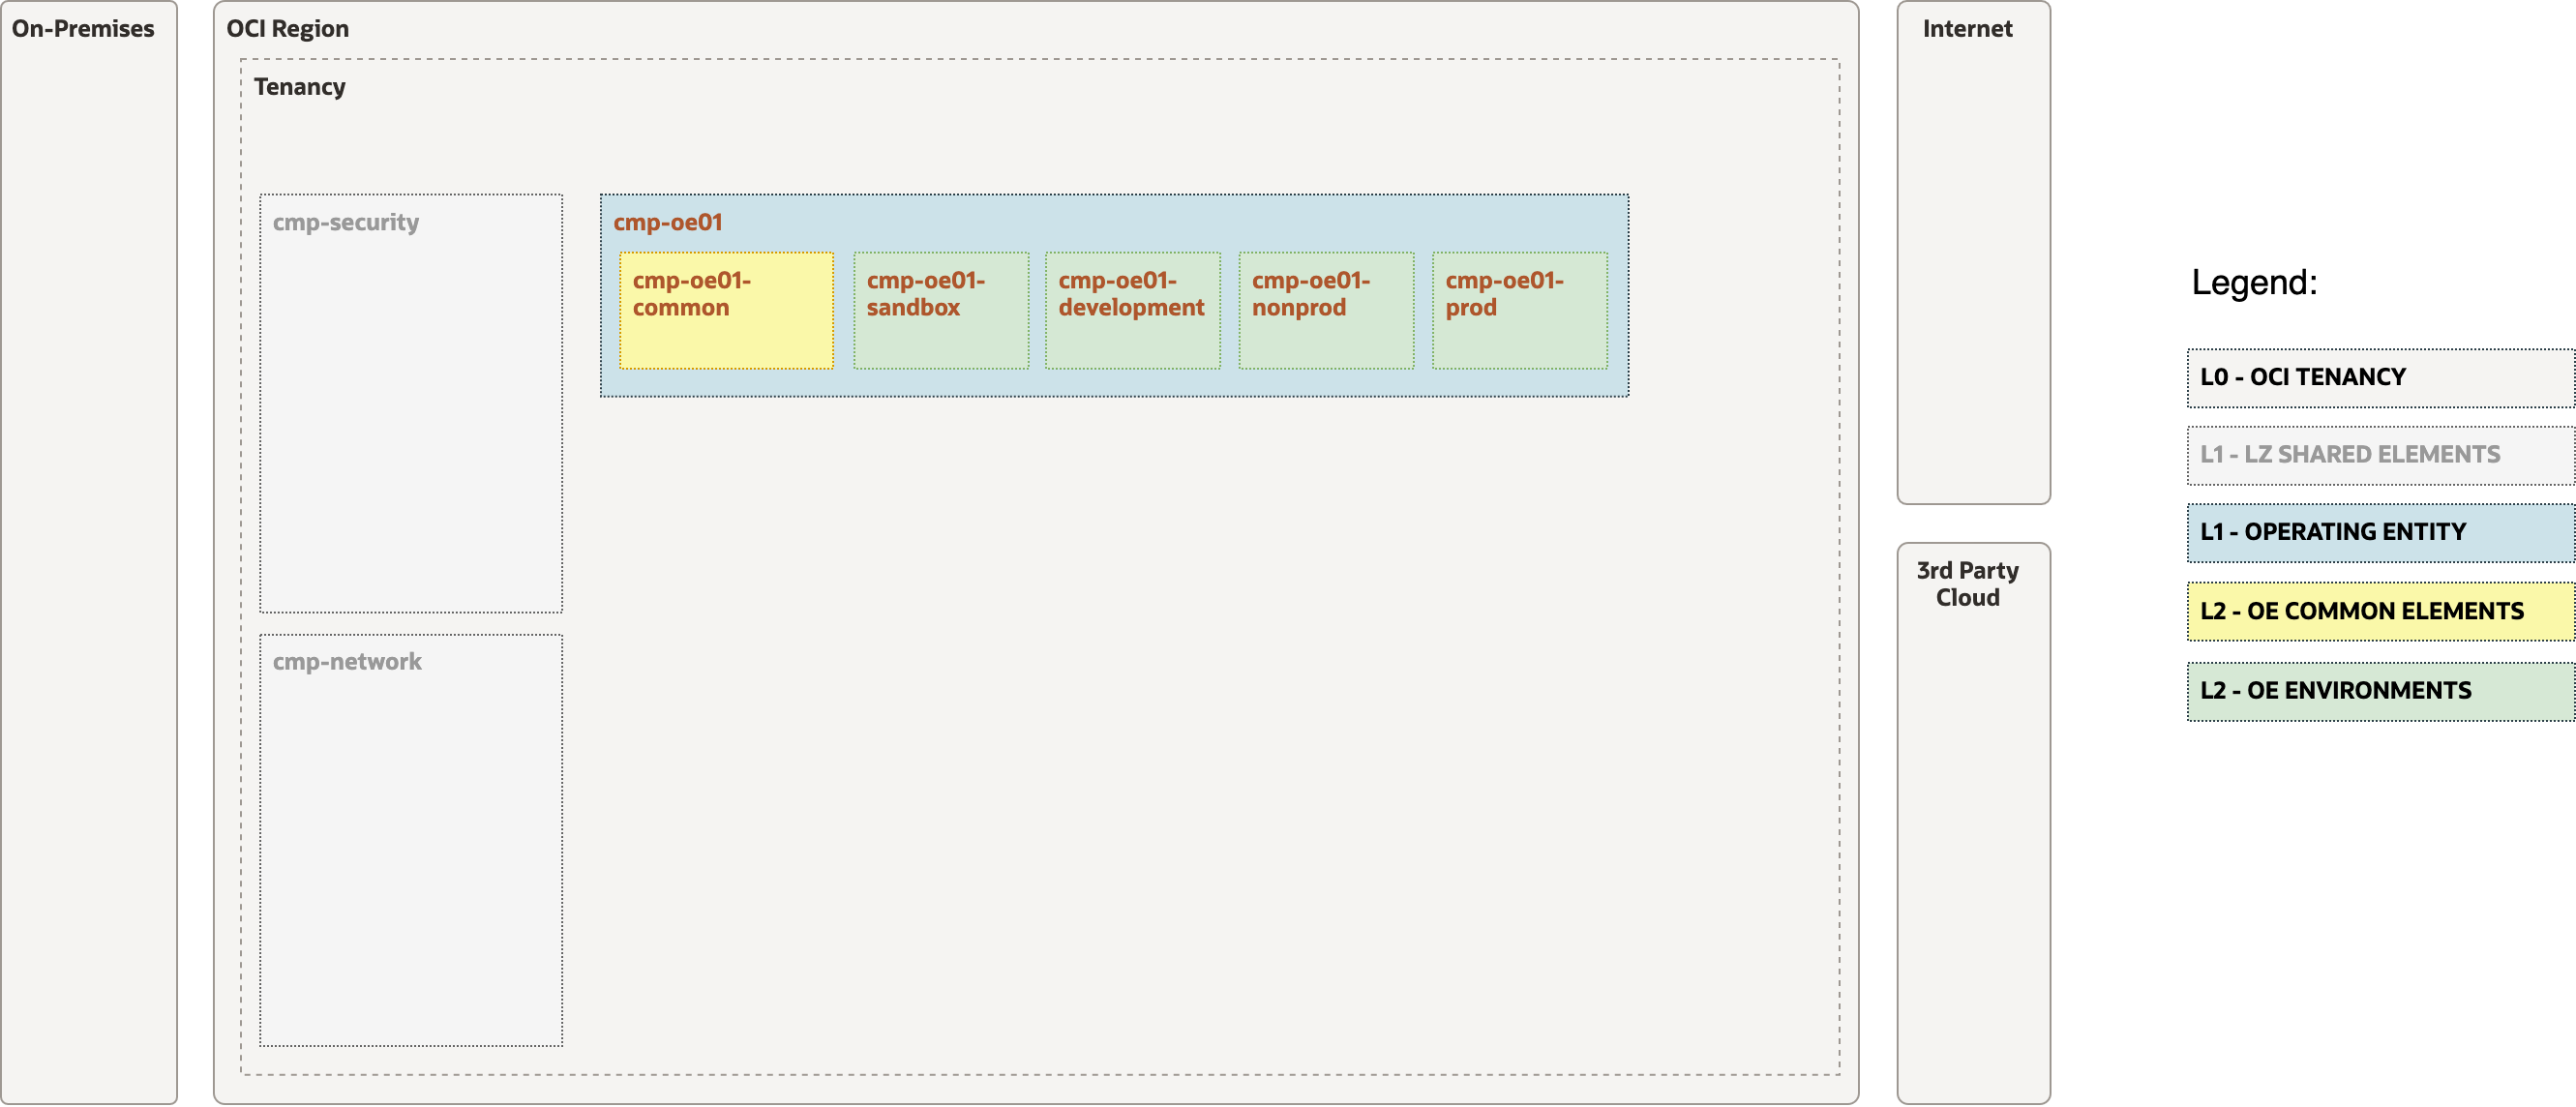 On-Premises
OCI Region
Tenancy
cmp-security
cmp-network
cmp-oe01
cmp-oe01-
common
cmp-oe01-
sandbox
cmp-oe01-
development
cmp-oe01-
nonprod
cmp-oe01-
prod
Internet
3rd Party
Cloud
Legend:
L0 - OCI TENANCY
L1 - LZ SHARED ELEMENTS
L1 - OPERATING ENTITY
L2 - OE COMMON ELEMENTS
L2 - OE ENVIRONMENTS